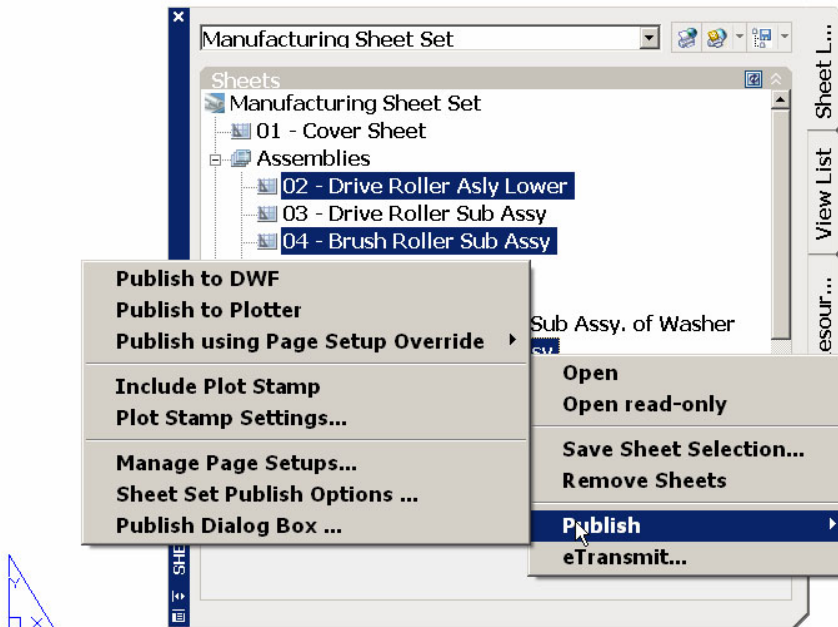 Manufacturing Sheet Set
Sheets
Manufacturing Sheet Set
01 - Cover Sheet
Assemblies
02 - Drive Roller Asly Lower
03 - Drive Roller Sub Assy
04 - Brush Roller Sub Assy
Sub Assy. of Washer
sy
Publish to DWF
Publish to Plotter
Publish using Page Setup Override
Include Plot Stamp
Plot Stamp Settings...
Manage Page Setups...
Sheet Set Publish Options ...
Publish Dialog Box ...
Open
Open read-only
Save Sheet Selection...
Remove Sheets
Publish
eTransmit...
Sheet L...
View List
esour...
SHE
Y
X